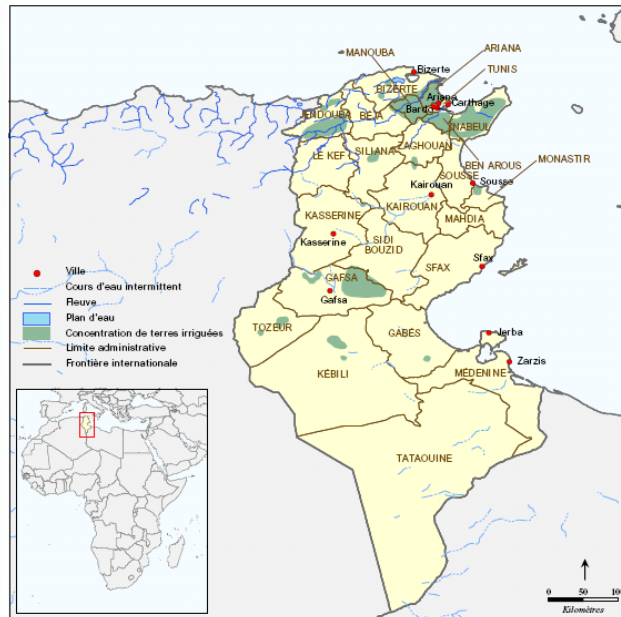 ARIANA
MANOUBA
TUNIS
Bizerte
BIZERTE
Ariana
Carthage
Bardo
JENDOUBA
BEJA
NABEUL
ZAGHOUAN
SILIANA
BEN AROUS
LE KEF
MONASTIR
SOUSSE
Sousse
Kairouan
KAIROUAN
KASSERINE
MAHDIA
Kasserine
SIDI
BOUZID
SFAX
Sfax
GAFSA
Gafsa
TOZEUR
GABÈS
Jerba
KÉBILI
MÉDENINE
Zarzis
TATAOUINE
Ville
Cours d'eau intermittent
Fleuve
Plan d'eau
Concentration de terres irriguées
Limite administrative
Frontière internationale
0 50 100
Kilomètres